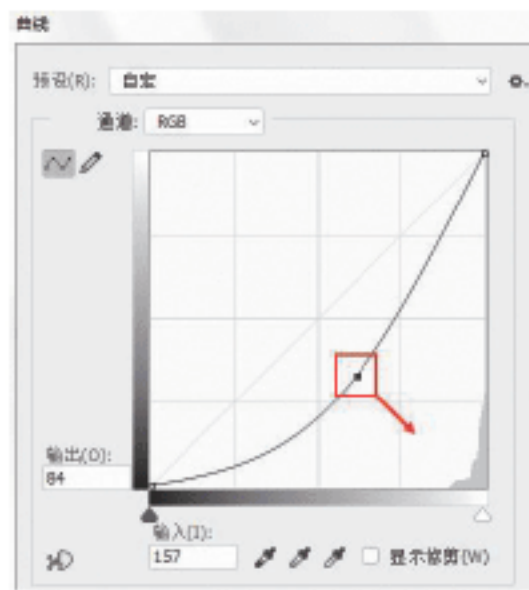 曲线
预设(R): 自定
通道: RGB
输出(O):
84
输入(I):
157
显示修剪(W)